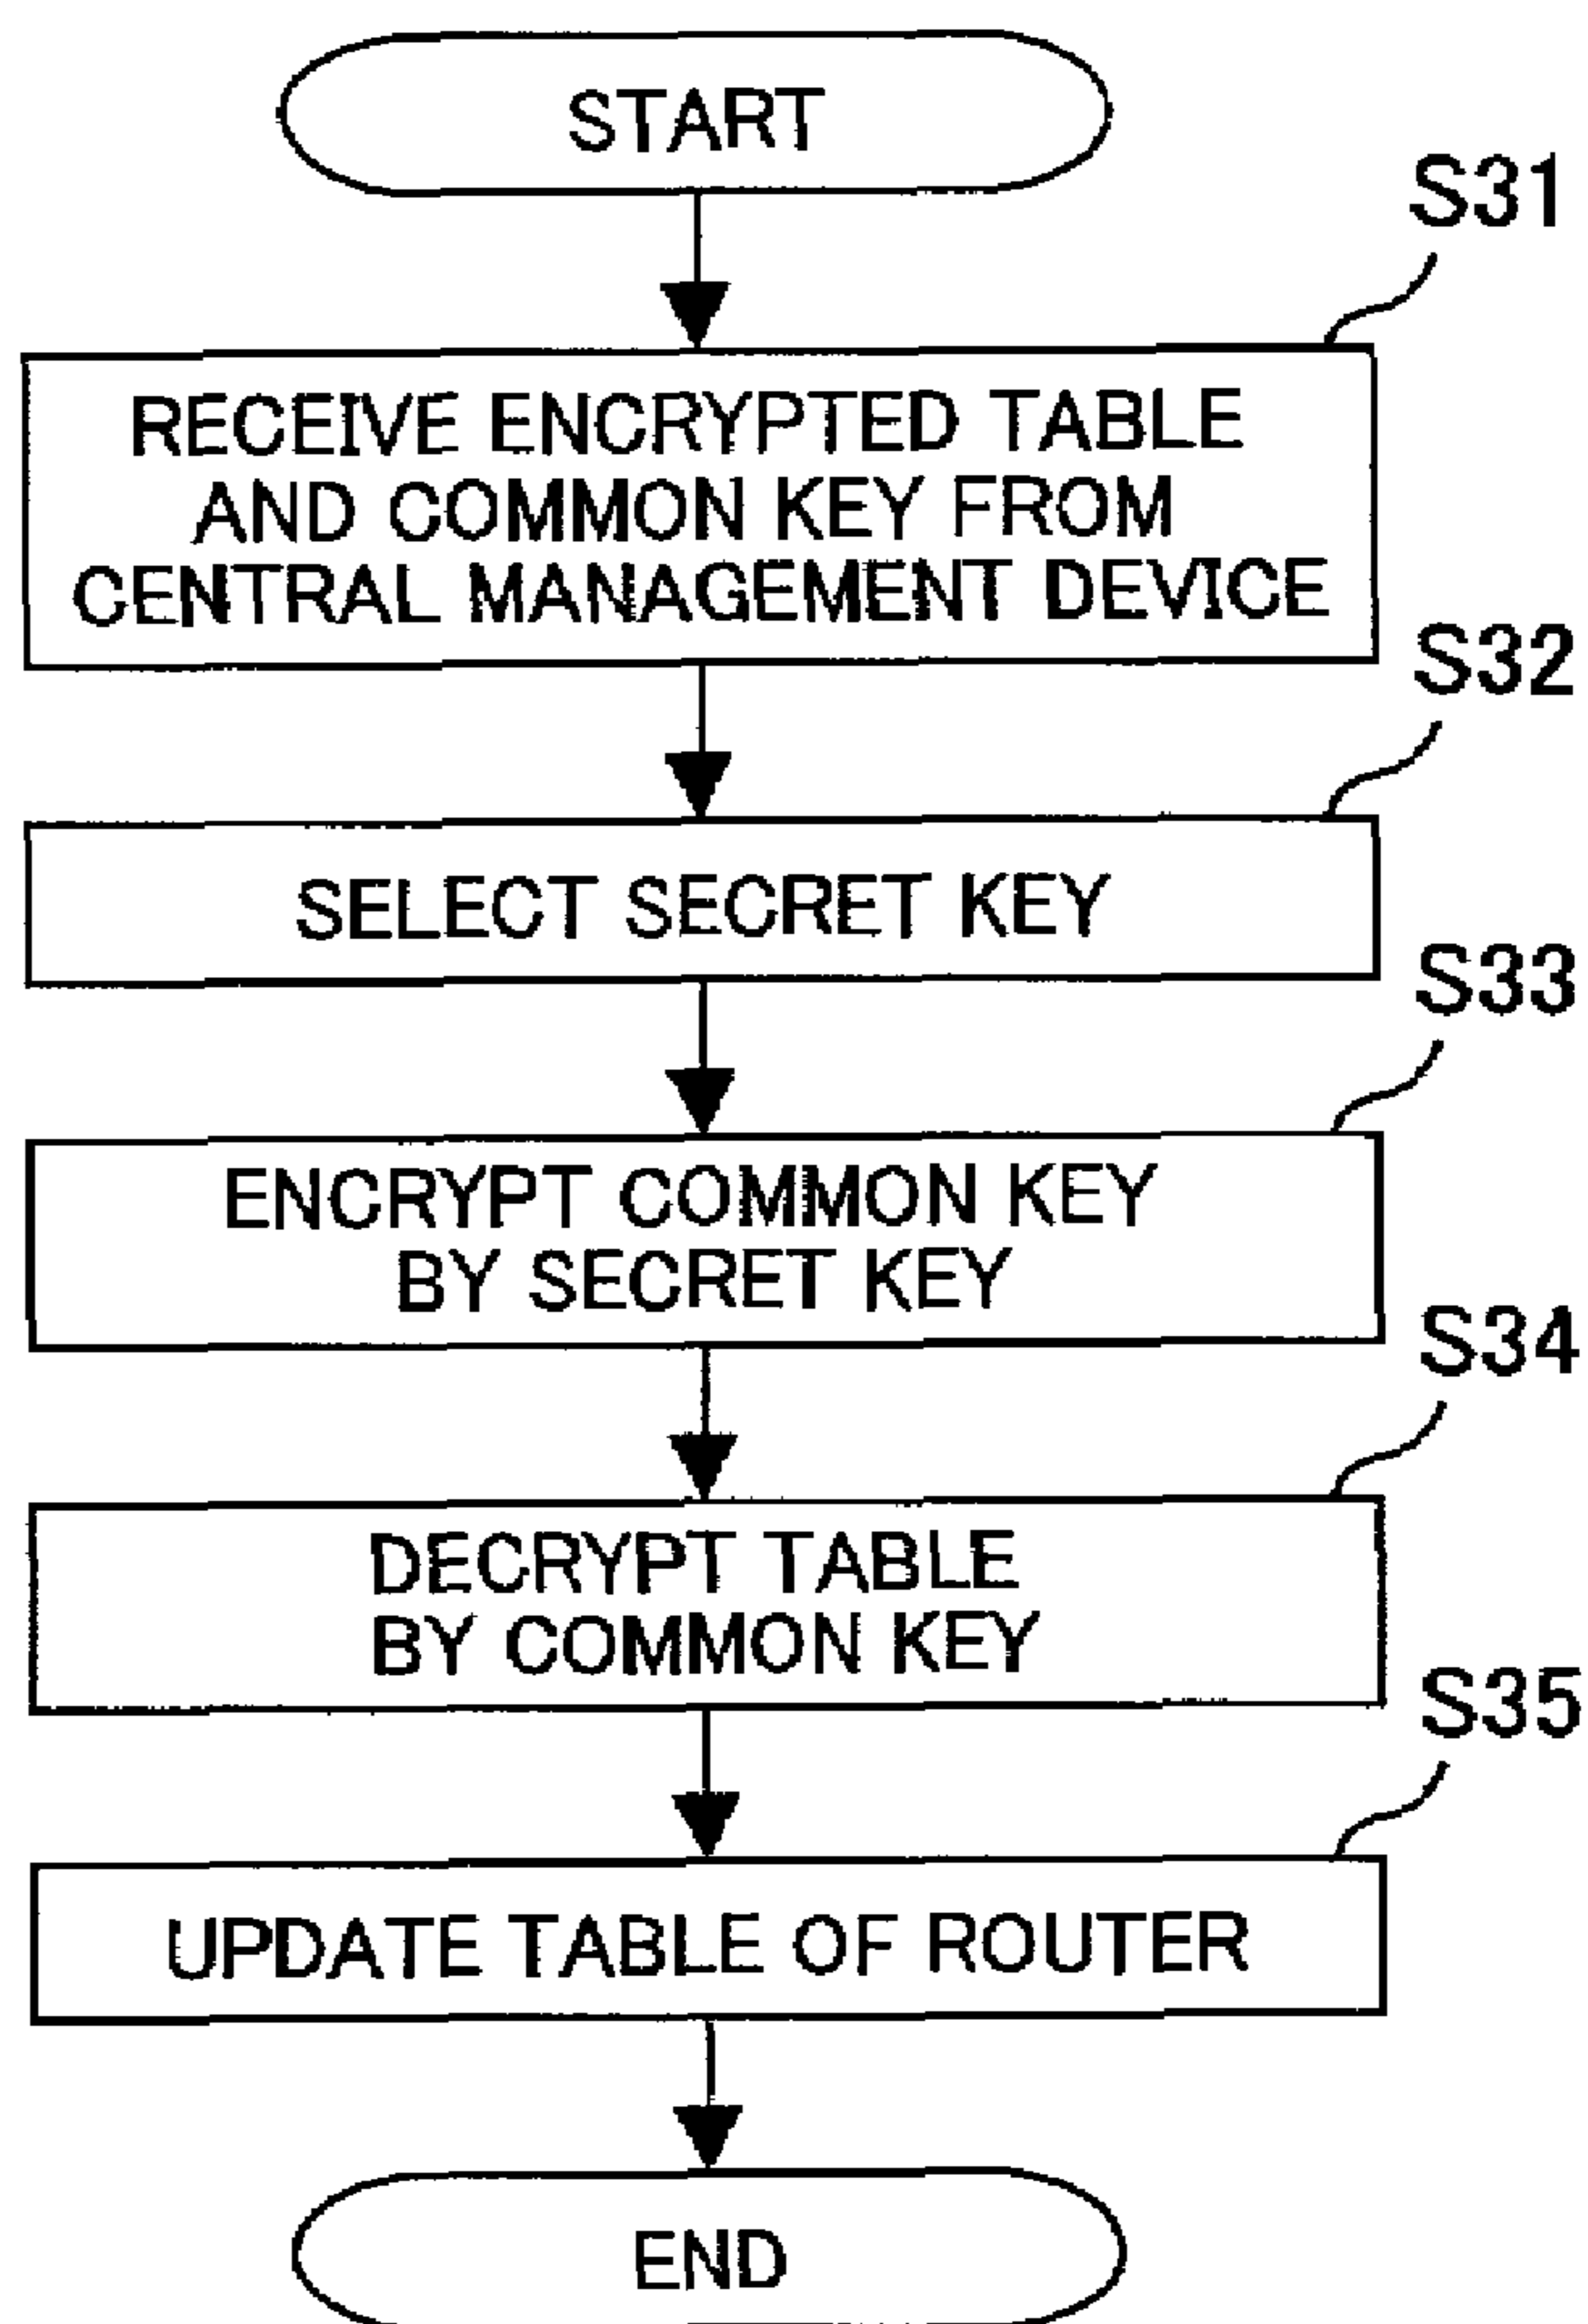 START
S31
RECEIVE ENCRYPTED TABLE
AND COMMON KEY FROM
CENTRAL MANAGEMENT DEVICE
S32
SELECT SECRET KEY
S33
ENCRYPT COMMON KEY
BY SECRET KEY
S34
DECRYPT TABLE
BY COMMON KEY
S35
UPDATE TABLE OF ROUTER
END